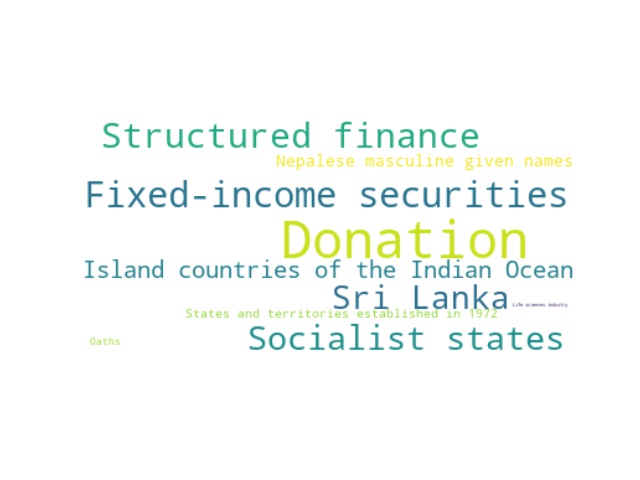 Structured finance
Nepalese masculine given names
Fixed-income securities
Donation
Island countries of the Indian Ocean
Sri Lanka
Life sciences industry
States and territories established in 1972
Socialist states
Oaths